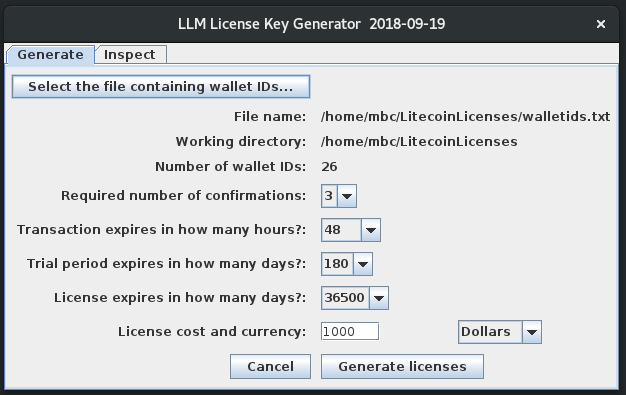 LLM License Key Generator 2018-09-19 ×
Generate Inspect
Select the file containing wallet IDs...
File name: /home/mbc/LitecoinLicenses/walletids.txt
Working directory: /home/mbc/LitecoinLicenses
Number of wallet IDs: 26
Required number of confirmations: 3
Transaction expires in how many hours?: 48
Trial period expires in how many days?: 180
License expires in how many days?: 36500
License cost and currency: 1000 Dollars
Cancel Generate licenses